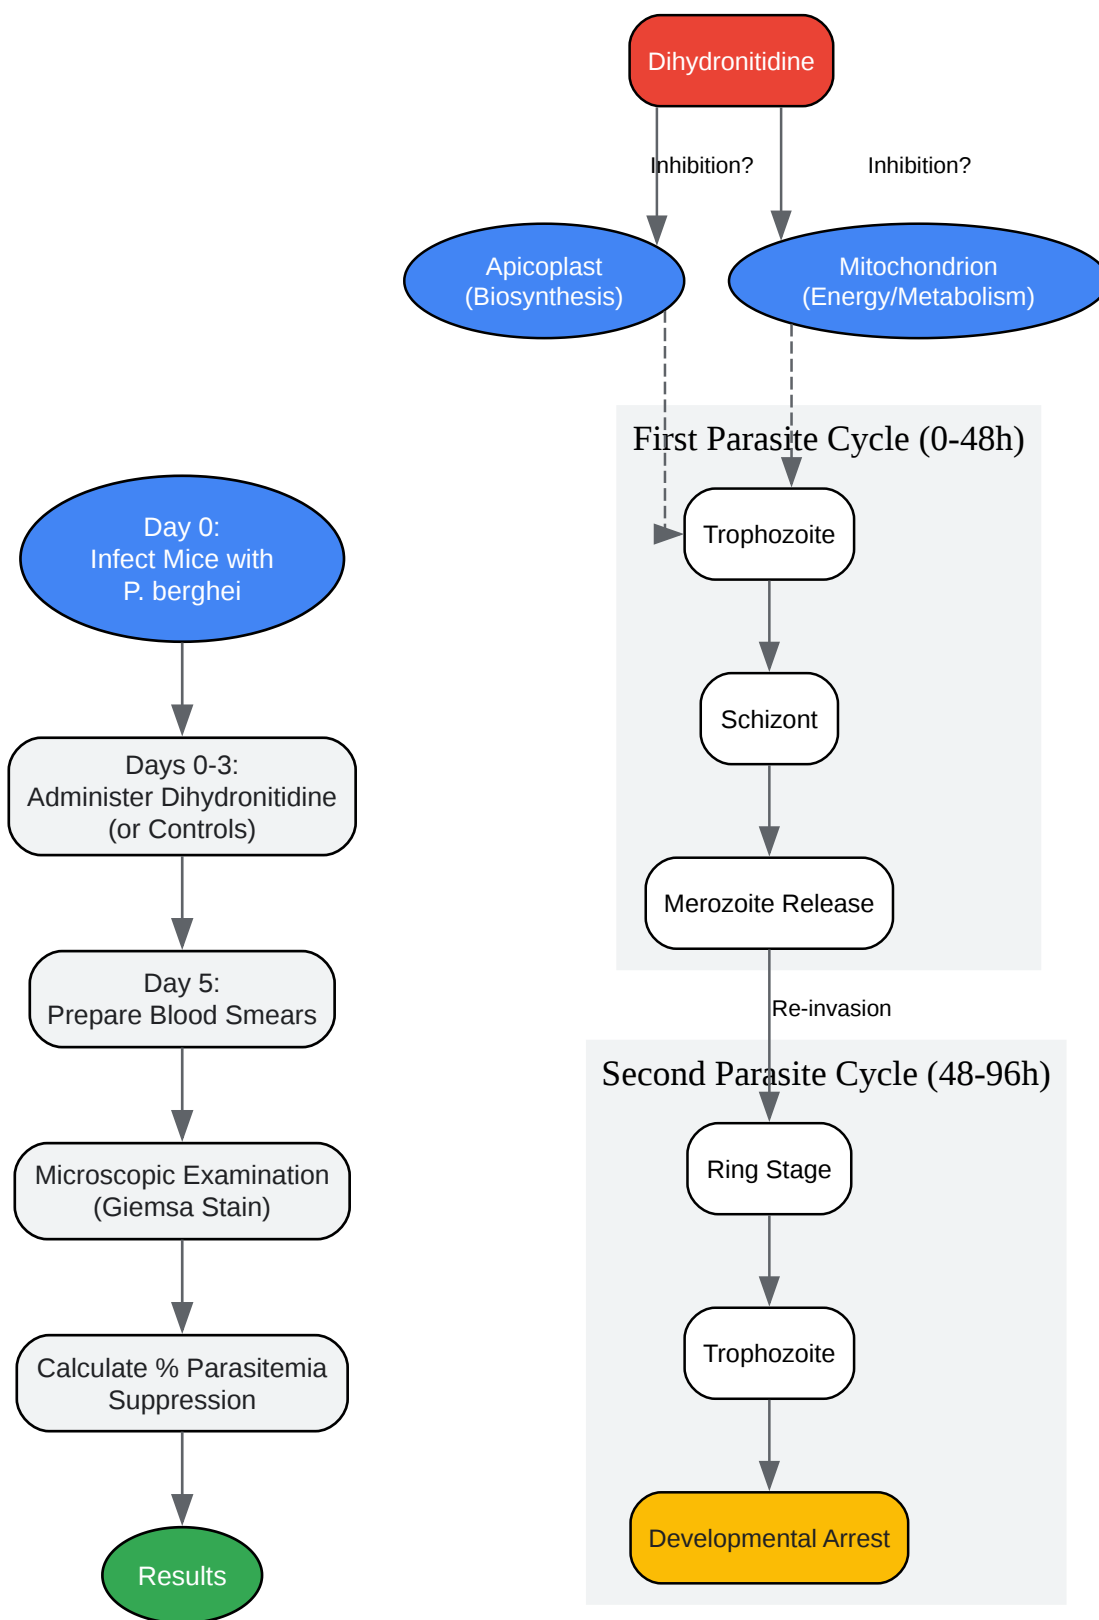 Dihydronitidine
Inhibition?
Inhibition?
Apicoplast
(Biosynthesis)
Mitochondrion
(Energy/Metabolism)
First Parasite Cycle (0-48h)
Trophozoite
Schizont
Merozoite Release
Re-invasion
Second Parasite Cycle (48-96h)
Ring Stage
Trophozoite
Developmental Arrest
Day 0:
Infect Mice with
P. berghei
Days 0-3:
Administer Dihydronitidine
(or Controls)
Day 5:
Prepare Blood Smears
Microscopic Examination
(Giemsa Stain)
Calculate % Parasitemia
Suppression
Results